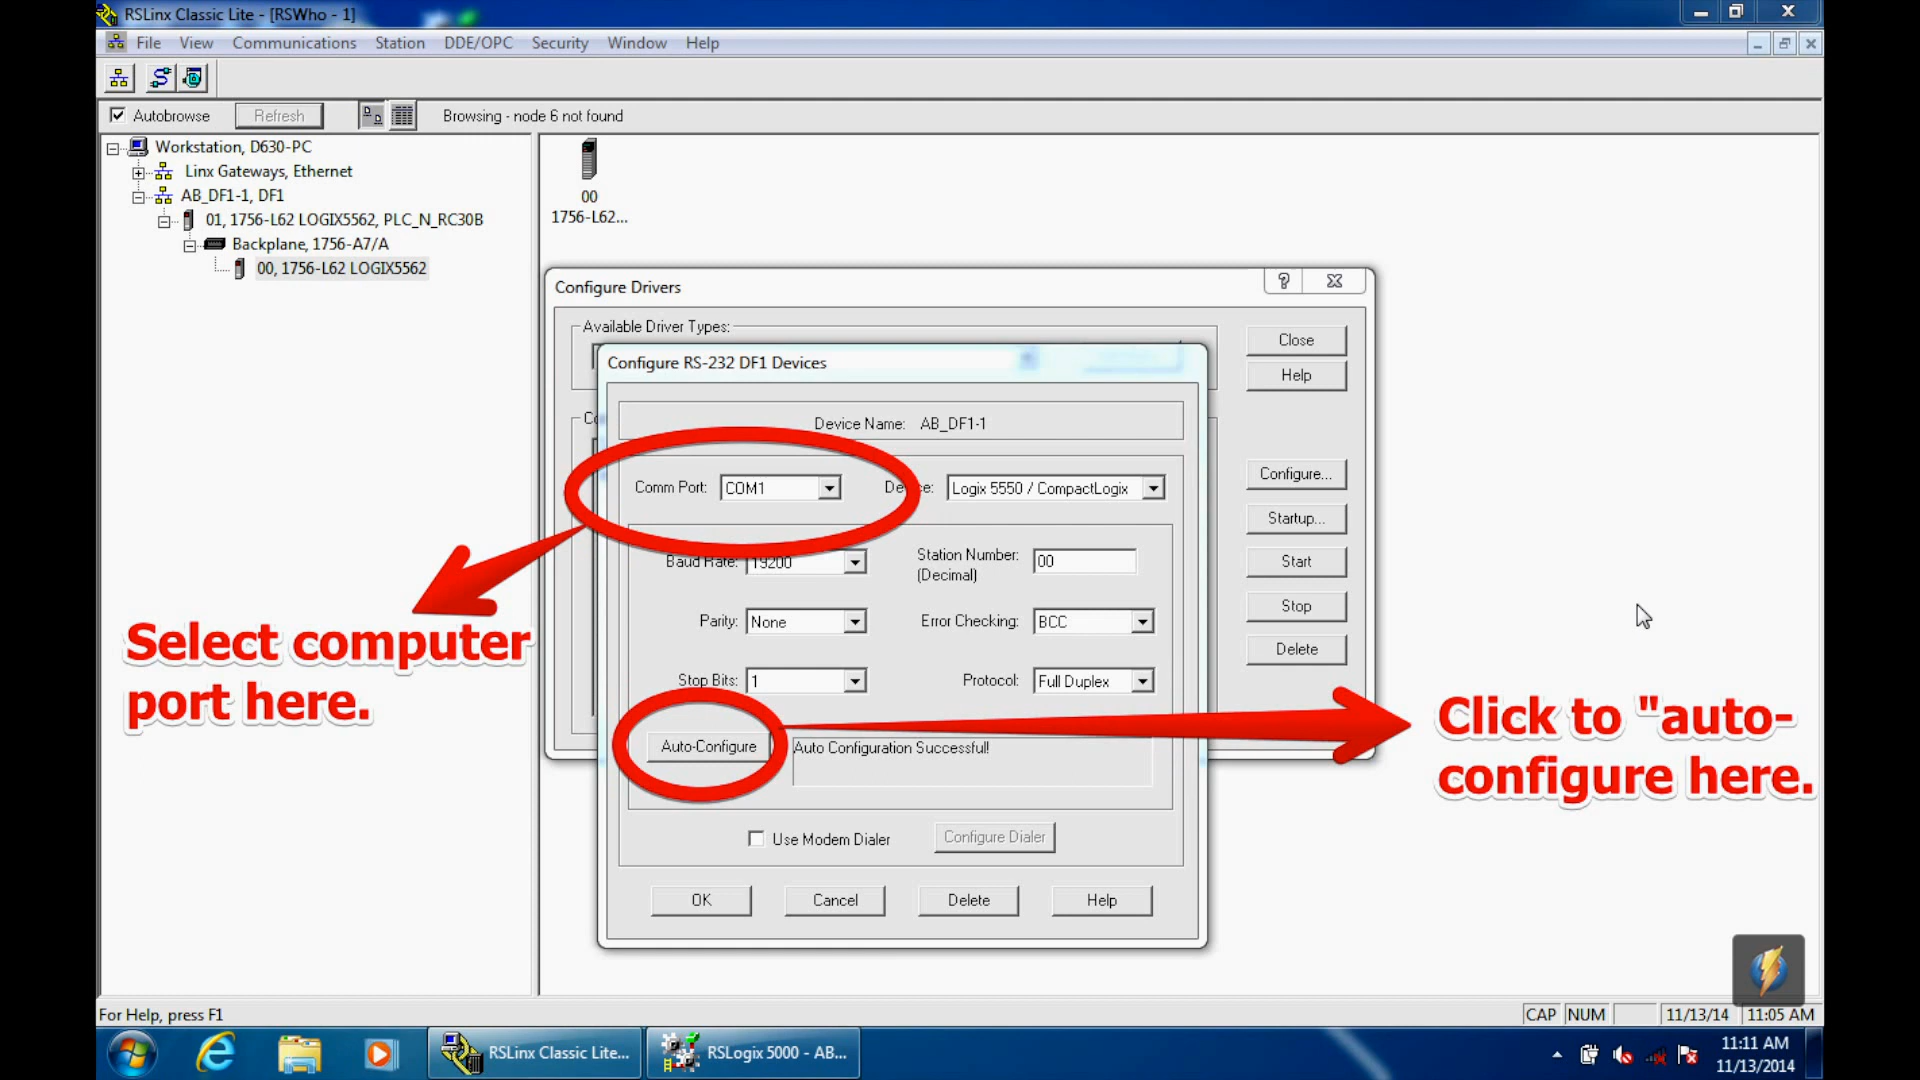 RSLinx Classic Lite - [RSWho - 1]
File View Communications Station DDE/OPC Security Window Help
Autobrowse Refresh Browsing - node 6 not found
Workstation, D630-PC
Linx Gateways, Ethernet
AB_DF1-1, DF1
01, 1756-L62 LOGIX5562, PLC_N_RC30B
Backplane, 1756-A7/A
00, 1756-L62 LOGIX5562
00
1756-L62...
Configure Drivers
Available Driver Types:
Close
Help
Configure...
Startup...
Start
Stop
Delete
Configure RS-232 DF1 Devices
Device Name: AB_DF1-1
Comm Port: COM1
Logix 5550 / CompactLogix
Baud Rate: 19200
Station Number: 00
(Decimal)
Parity: None
Error Checking: BCC
Stop Bits: 1
Protocol: Full Duplex
Auto-Configure
Auto Configuration Successful!
Use Modem Dialer
Configure Dialer
OK Cancel Delete Help
Select computer
port here.
Click to "auto-
configure here.
For Help, press F1
CAP NUM 11/13/14 11:05 AM
RSLinx Classic Lite...
RSLogix 5000 - AB...
11:11 AM
11/13/2014